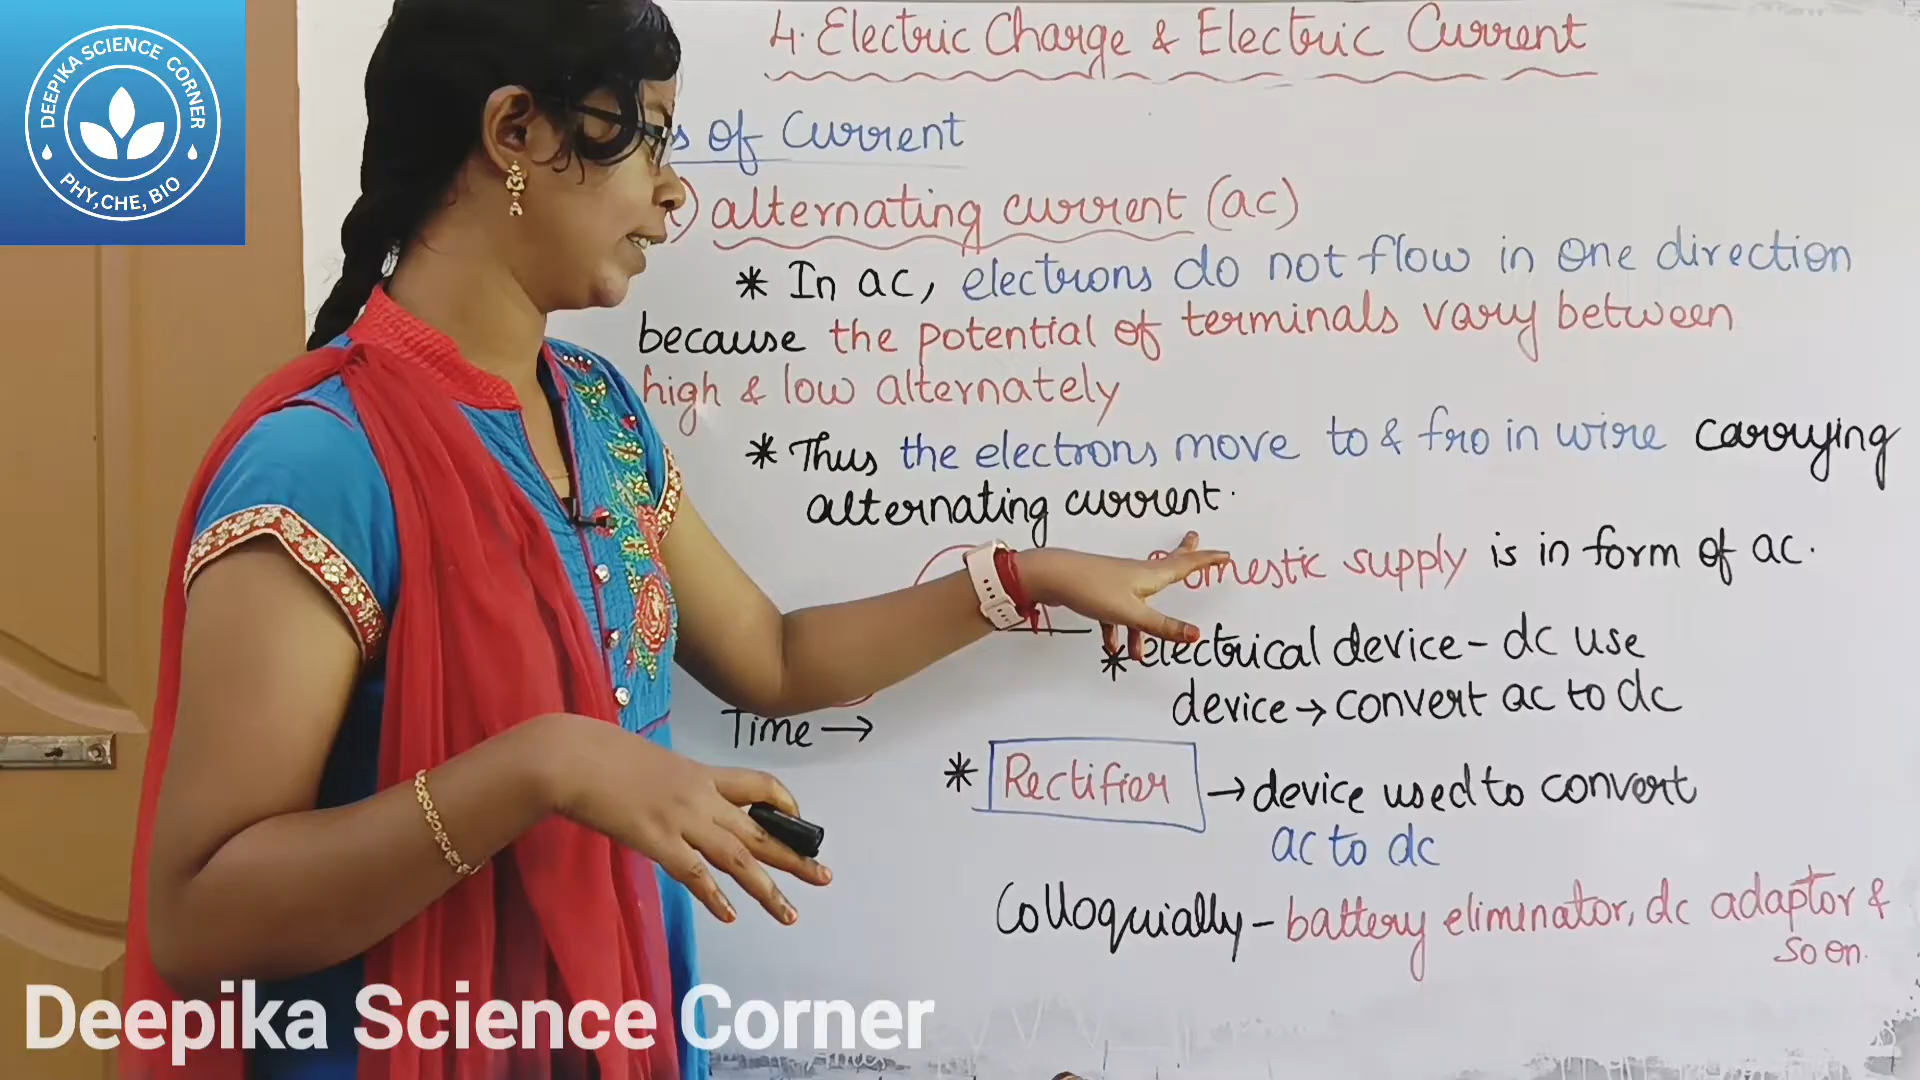 DEEPIKA SCIENCE CORNER
PHY,CHE, BIO
4. Electric Charge & Electric Current
of Current
alternating current (ac)
* In ac, electrons do not flow in one direction
because the potential of terminals vary between
high & low alternately
* Thus the electrons move to & fro in wire carrying
alternating current.
Domestic supply is in form of ac.
* electrical device - dc use
device → convert ac to dc
Time →
* Rectifier → device used to convert
ac to dc
Colloquially - battery eliminator, dc adaptor &
so on.
Deepika Science Corner